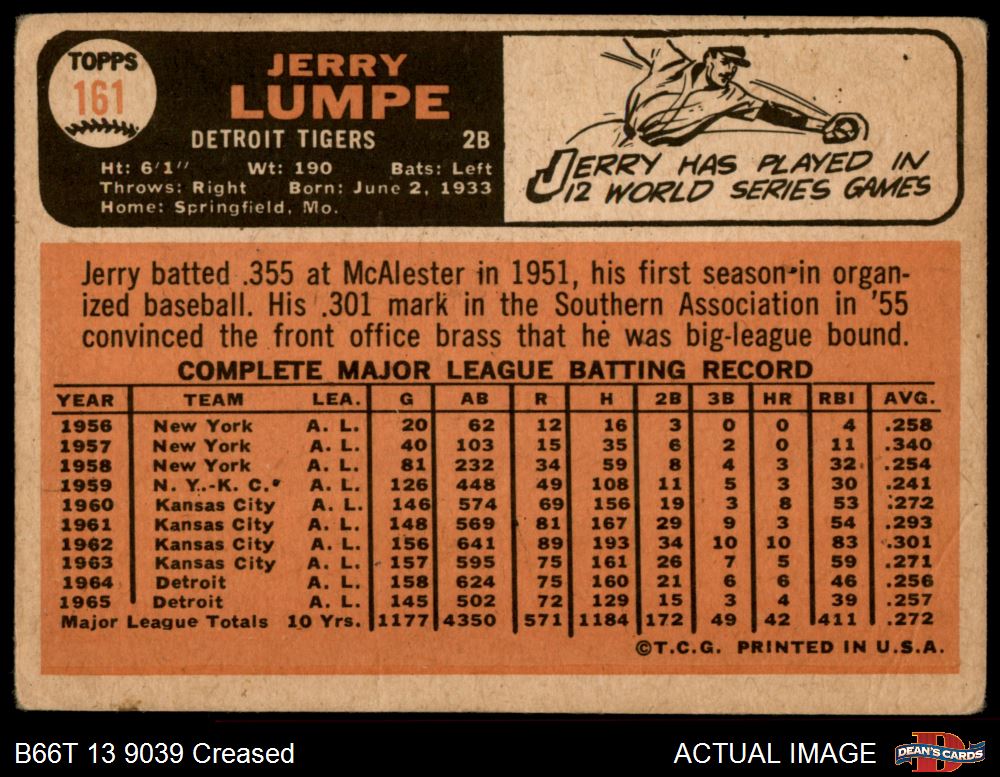 TOPPS
161
JERRY
LUMPE
DETROIT TIGERS 2B
Ht: 6'1" Wt: 190 Bats: Left
Throws: Right Born: June 2, 1933
Home: Springfield, Mo.
JERRY HAS PLAYED IN
12 WORLD SERIES GAMES
Jerry batted .355 at McAlester in 1951, his first season in organ-
ized baseball. His .301 mark in the Southern Association in '55
convinced the front office brass that he was big-league bound.
COMPLETE MAJOR LEAGUE BATTING RECORD
YEAR TEAM LEA. G AB R H 2B 3B HR RBI AVG.
1956 New York A. L. 20 62 12 16 3 0 0 4 .258
1957 New York A. L. 40 103 15 35 6 2 0 11 .340
1958 New York A. L. 81 232 34 59 8 4 3 32 .254
1959 N. Y.-K. C.* A. L. 126 448 49 108 11 5 3 30 .241
1960 Kansas City A. L. 146 574 69 156 19 3 8 53 .272
1961 Kansas City A. L. 148 569 81 167 29 9 3 54 .293
1962 Kansas City A. L. 156 641 89 193 34 10 10 83 .301
1963 Kansas City A. L. 157 595 75 161 26 7 5 59 .271
1964 Detroit A. L. 158 624 75 160 21 6 6 46 .256
1965 Detroit A. L. 145 502 72 129 15 3 4 39 .257
Major League Totals 10 Yrs. 1177 4350 571 1184 172 49 42 411 .272
©T.C.G. PRINTED IN U.S.A.
B66T 13 9039 Creased ACTUAL IMAGE DEAN'S CARDS